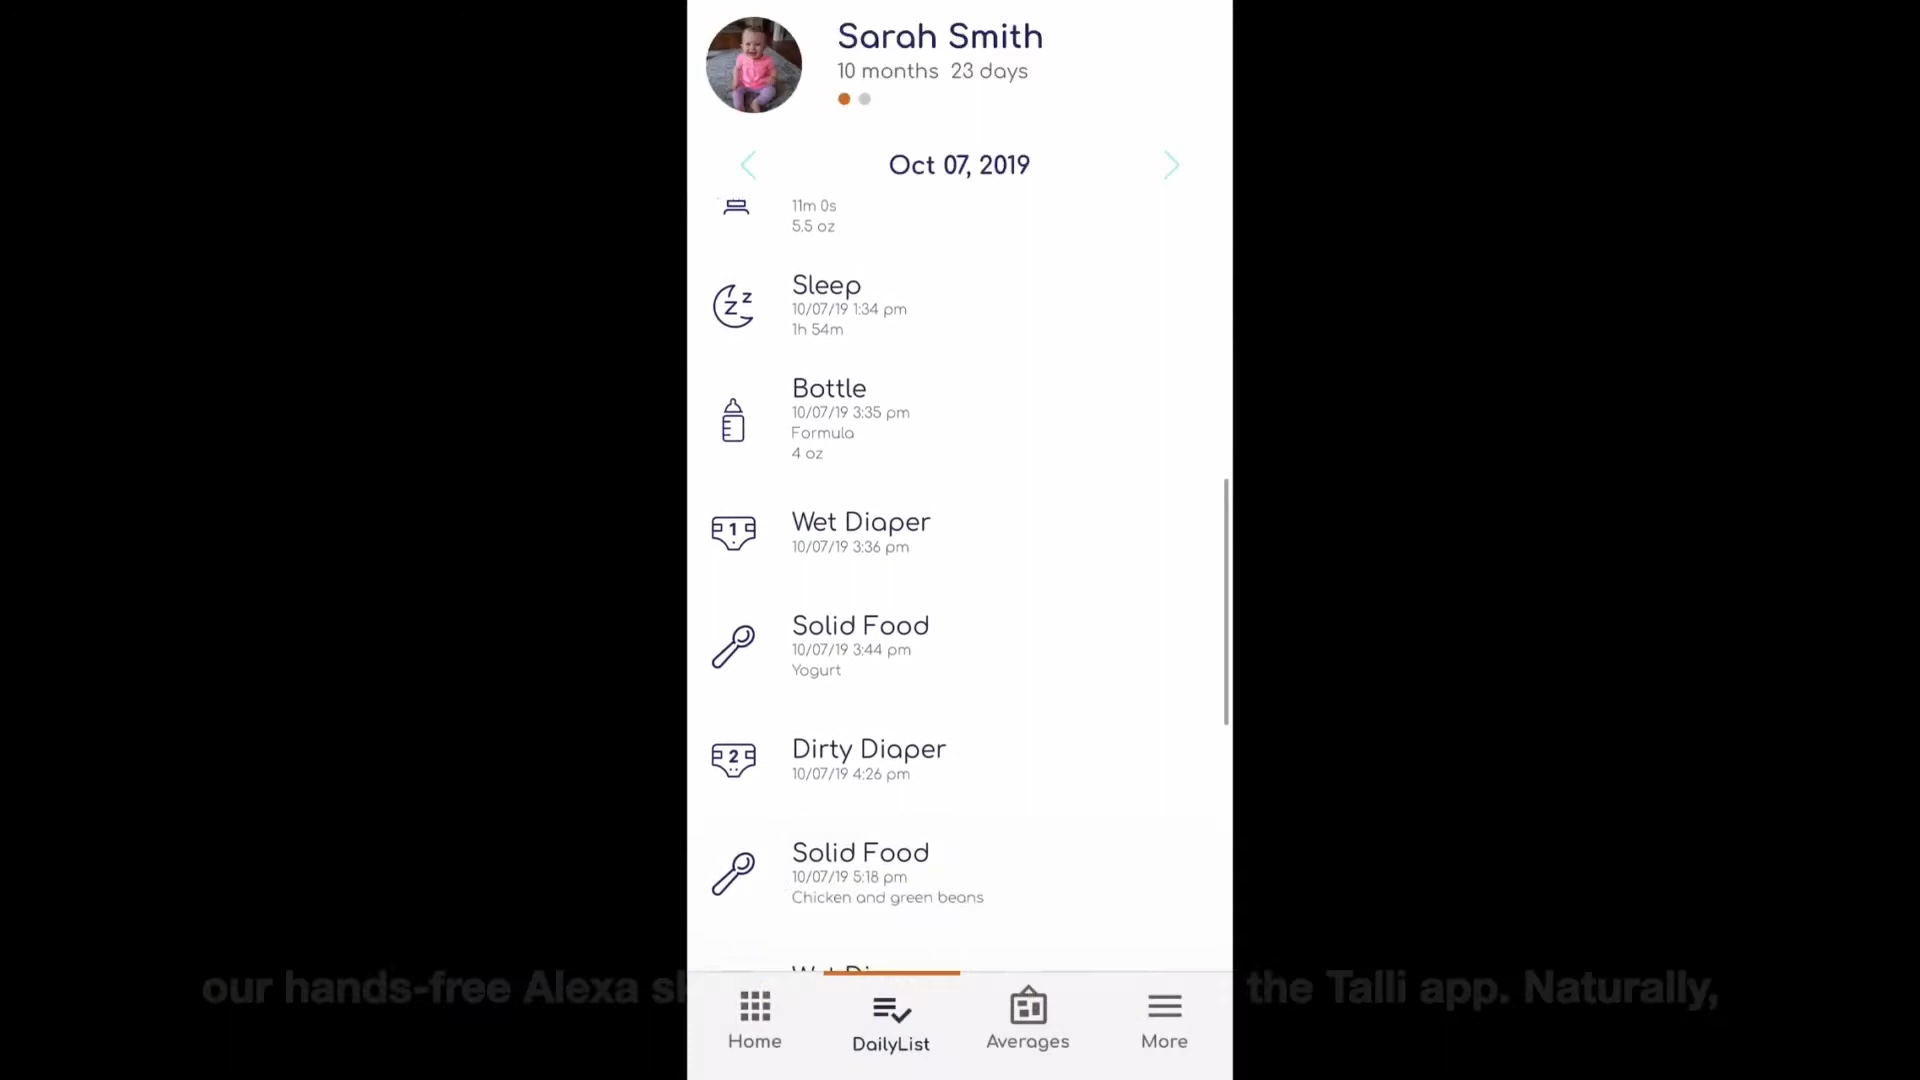 Sarah Smith
10 months 23 days
Oct 07, 2019
11m 0s
5.5 oz
Sleep
10/07/19 1:34 pm
1h 54m
Bottle
10/07/19 3:35 pm
Formula
4 oz
1
Wet Diaper
10/07/19 3:36 pm
Solid Food
10/07/19 3:44 pm
Yogurt
2
Dirty Diaper
10/07/19 4:26 pm
Solid Food
10/07/19 5:18 pm
Chicken and green beans
our hands-free Alexa the Talli app. Naturally,
Home
DailyList
Averages
More